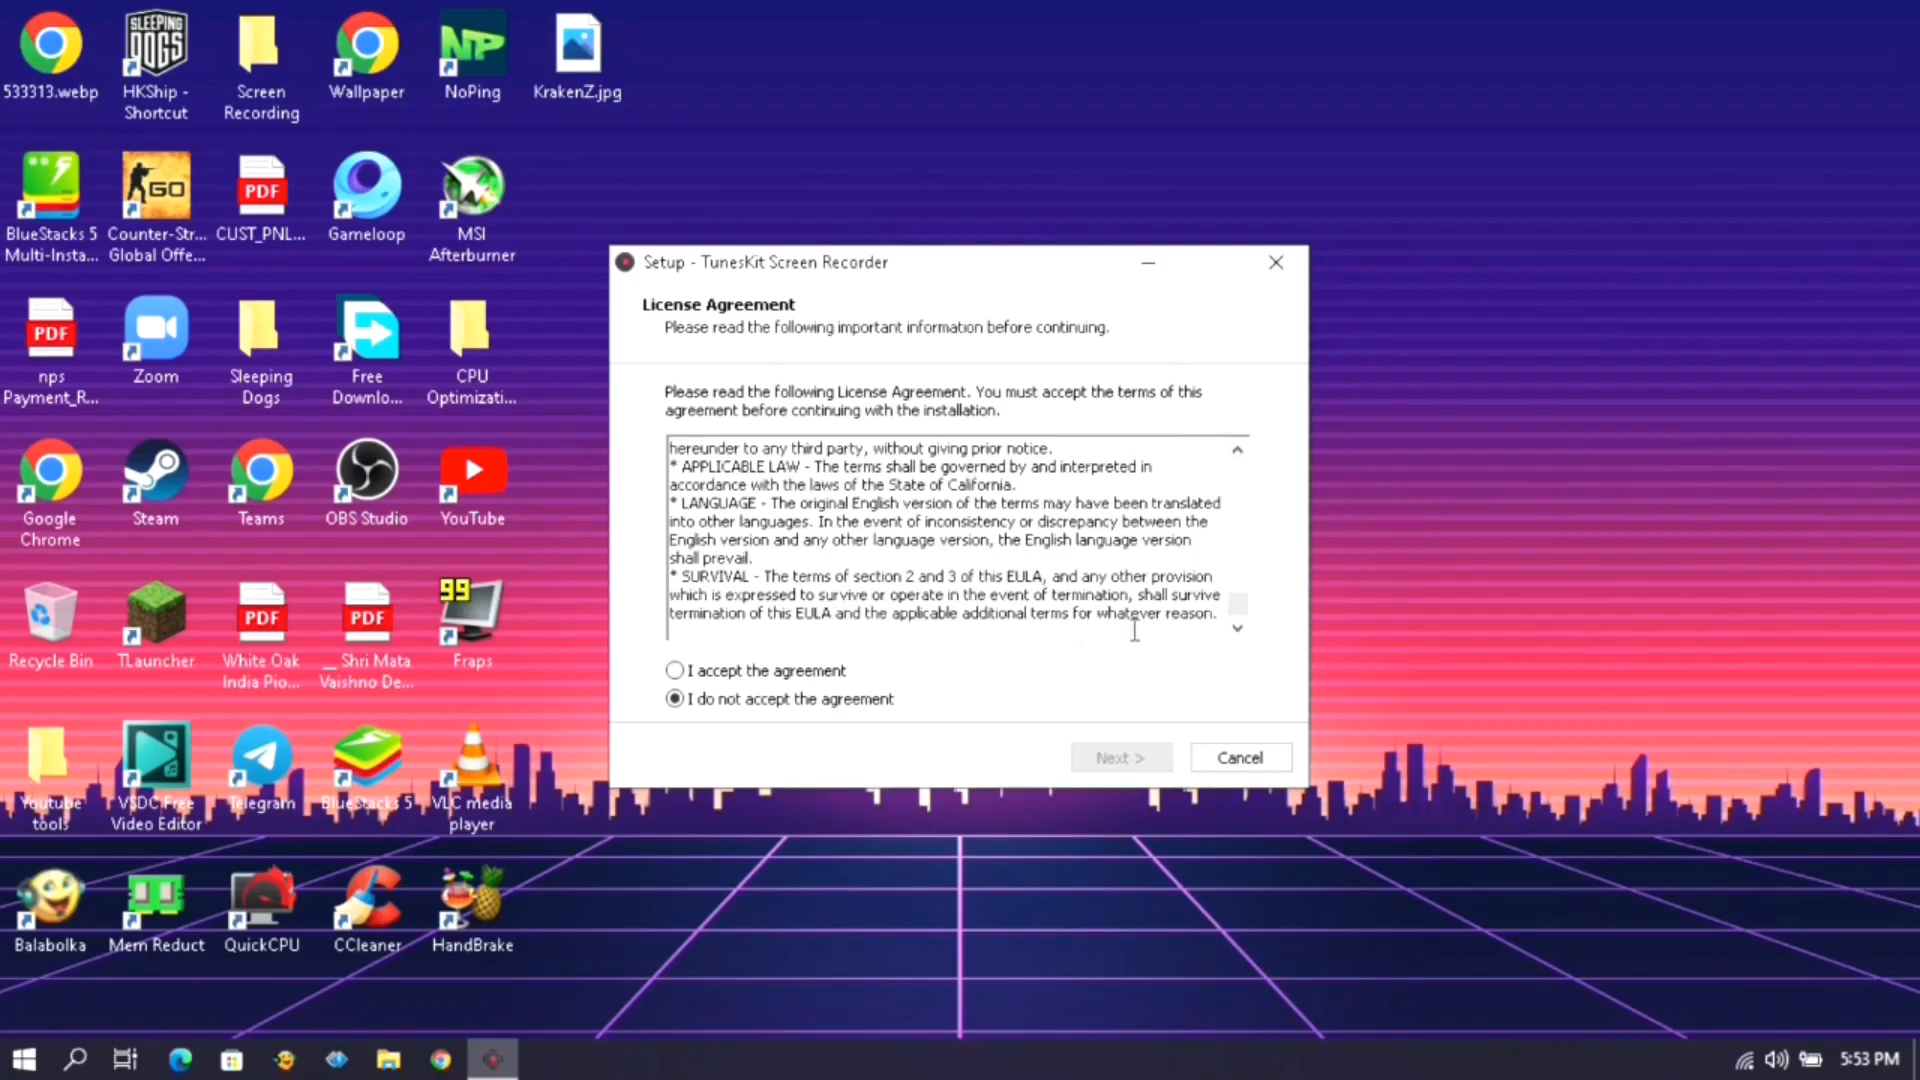 533313.webp
HKShip -
Shortcut
Screen
Recording
Wallpaper
NoPing
KrakenZ.jpg
SLEEPING
DOGS
NP
BlueStacks 5
Multi-Insta...
GO
Counter-Str...
Global Offe...
PDF
CUST_PNL...
Gameloop
MSI
Afterburner
PDF
nps
Payment_R...
Zoom
Sleeping
Dogs
Free
Downlo...
CPU
Optimizati...
Google
Chrome
Steam
Teams
OBS Studio
YouTube
Recycle Bin
TLauncher
PDF
White Oak
India Pio...
PDF
__ Shri Mata
Vaishno De...
99
Fraps
Youtube
tools
VSDC Free
Video Editor
Telegram
BlueStacks 5
VLC media
player
Balabolka
Mem Reduct
QuickCPU
CCleaner
HandBrake
Setup - TunesKit Screen Recorder
License Agreement
Please read the following important information before continuing.
Please read the following License Agreement. You must accept the terms of this
agreement before continuing with the installation.
hereunder to any third party, without giving prior notice.
* APPLICABLE LAW - The terms shall be governed by and interpreted in
accordance with the laws of the State of California.
* LANGUAGE - The original English version of the terms may have been translated
into other languages. In the event of inconsistency or discrepancy between the
English version and any other language version, the English language version
shall prevail.
* SURVIVAL - The terms of section 2 and 3 of this EULA, and any other provision
which is expressed to survive or operate in the event of termination, shall survive
termination of this EULA and the applicable additional terms for whatever reason.
I accept the agreement
I do not accept the agreement
Next >
Cancel
5:53 PM